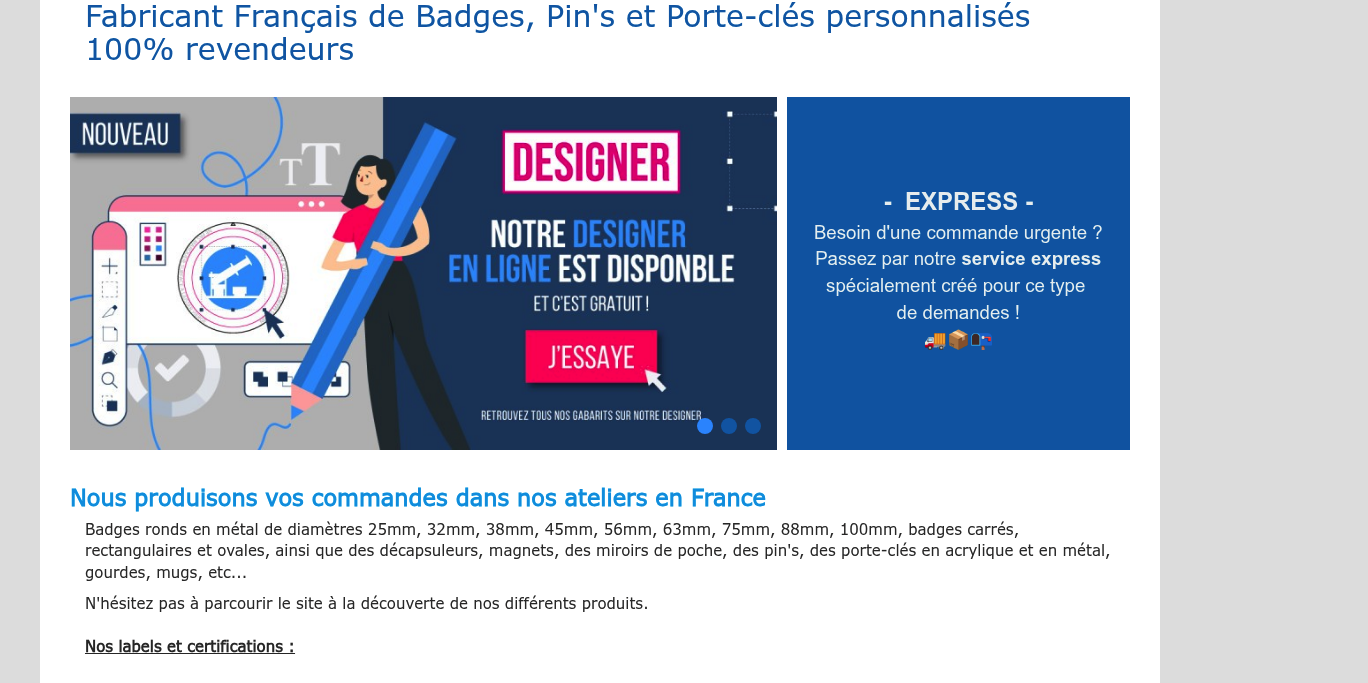 Fabricant Français de Badges, Pin's et Porte-clés personnalisés
100% revendeurs
NOUVEAU
TT
DESIGNER
NOTRE DESIGNER
EN LIGNE EST DISPONBLE
ET C'EST GRATUIT !
J'ESSAYE
RETROUVEZ TOUS NOS GABARITS SUR NOTRE DESIGNER
- EXPRESS -
Besoin d'une commande urgente ?
Passez par notre service express
spécialement créé pour ce type
de demandes !
Nous produisons vos commandes dans nos ateliers en France
Badges ronds en métal de diamètres 25mm, 32mm, 38mm, 45mm, 56mm, 63mm, 75mm, 88mm, 100mm, badges carrés,
rectangulaires et ovales, ainsi que des décapsuleurs, magnets, des miroirs de poche, des pin's, des porte-clés en acrylique et en métal,
gourdes, mugs, etc...
N'hésitez pas à parcourir le site à la découverte de nos différents produits.
Nos labels et certifications :